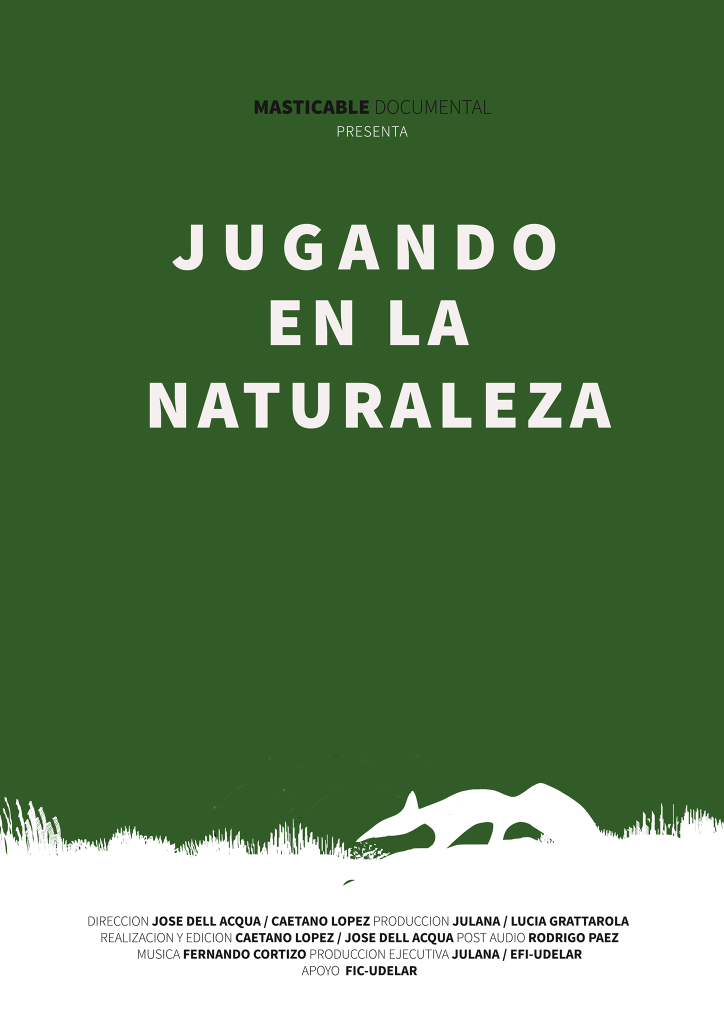 MASTICABLE DOCUMENTAL
PRESENTA
JUGANDO
EN LA
NATURALEZA
DIRECCION JOSE DELL ACQUA / CAETANO LOPEZ PRODUCCION JULANA / LUCIA GRATTAROLA
REALIZACION Y EDICION CAETANO LOPEZ / JOSE DELL ACQUA POST AUDIO RODRIGO PAEZ
MUSICA FERNANDO CORTIZO PRODUCCION EJECUTIVA JULANA / EFI-UDELAR
APOYO FIC-UDELAR